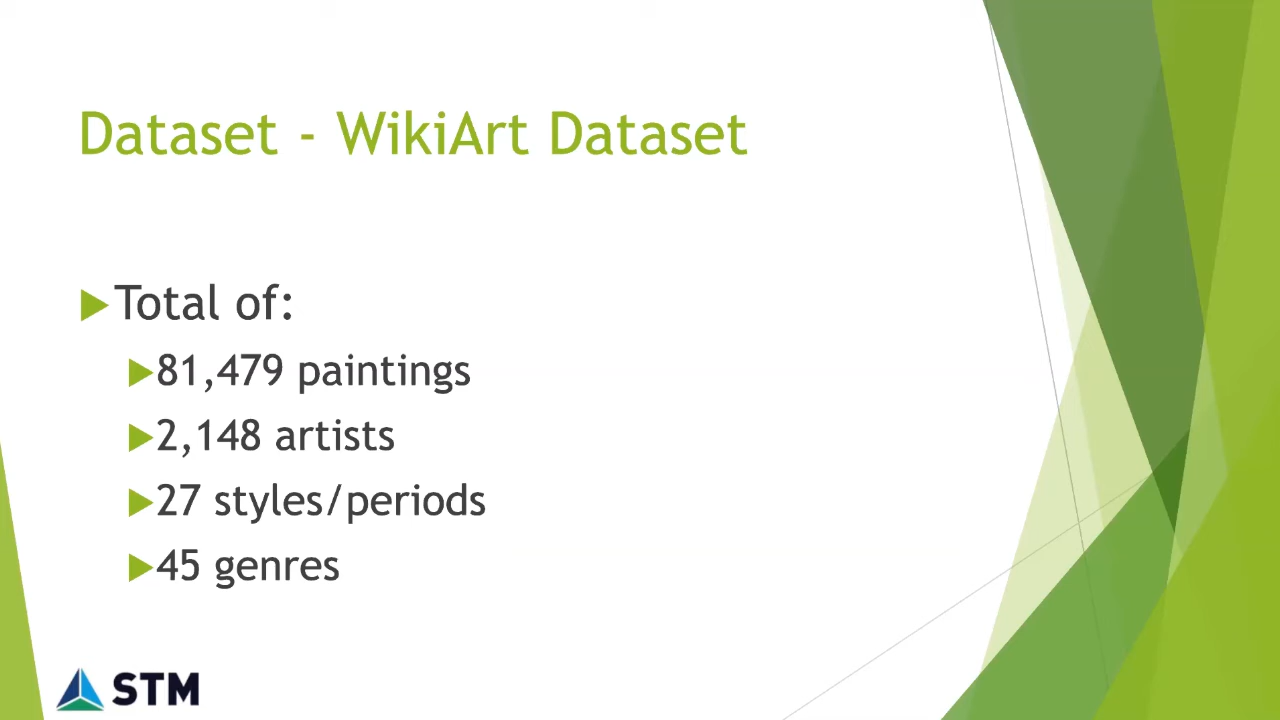 Dataset - WikiArt Dataset
Total of:
81,479 paintings
2,148 artists
27 styles/periods
45 genres
STM